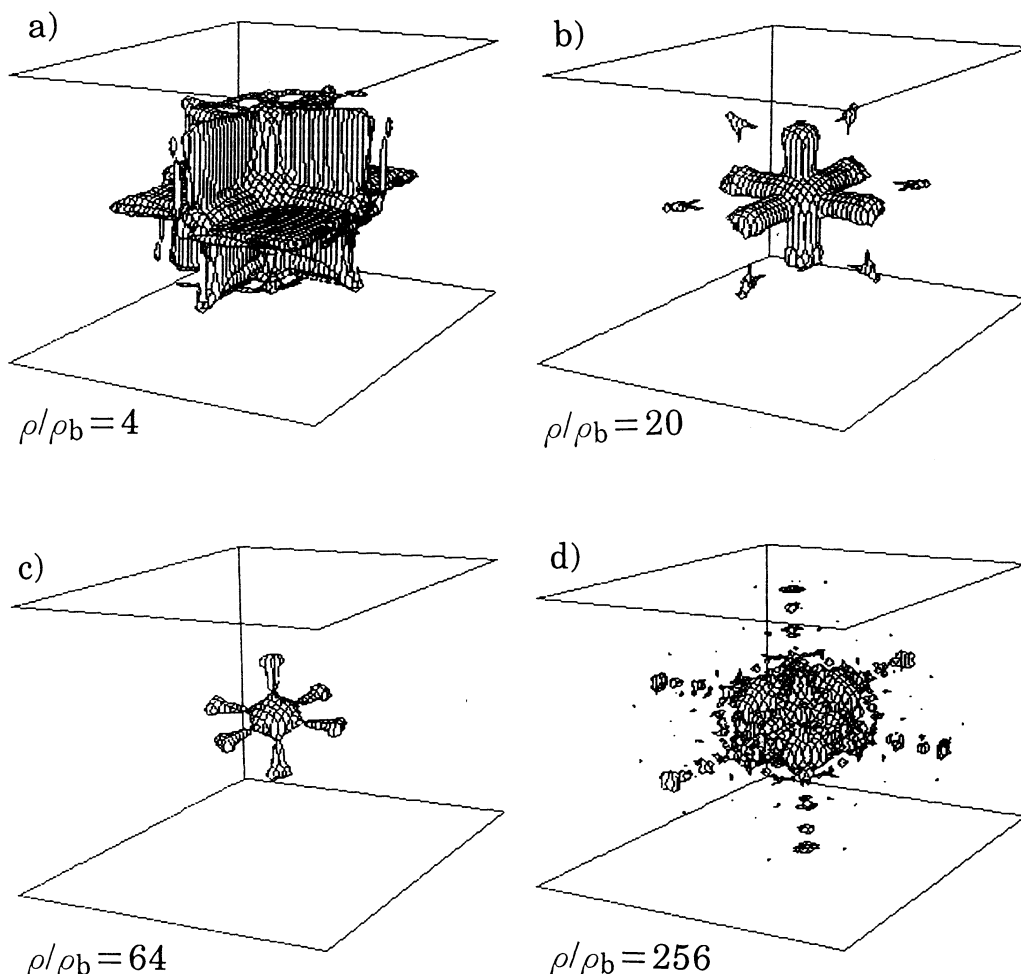 a)
b)
ρ/ρb = 4
ρ/ρb = 20
c)
d)
ρ/ρb = 64
ρ/ρb = 256